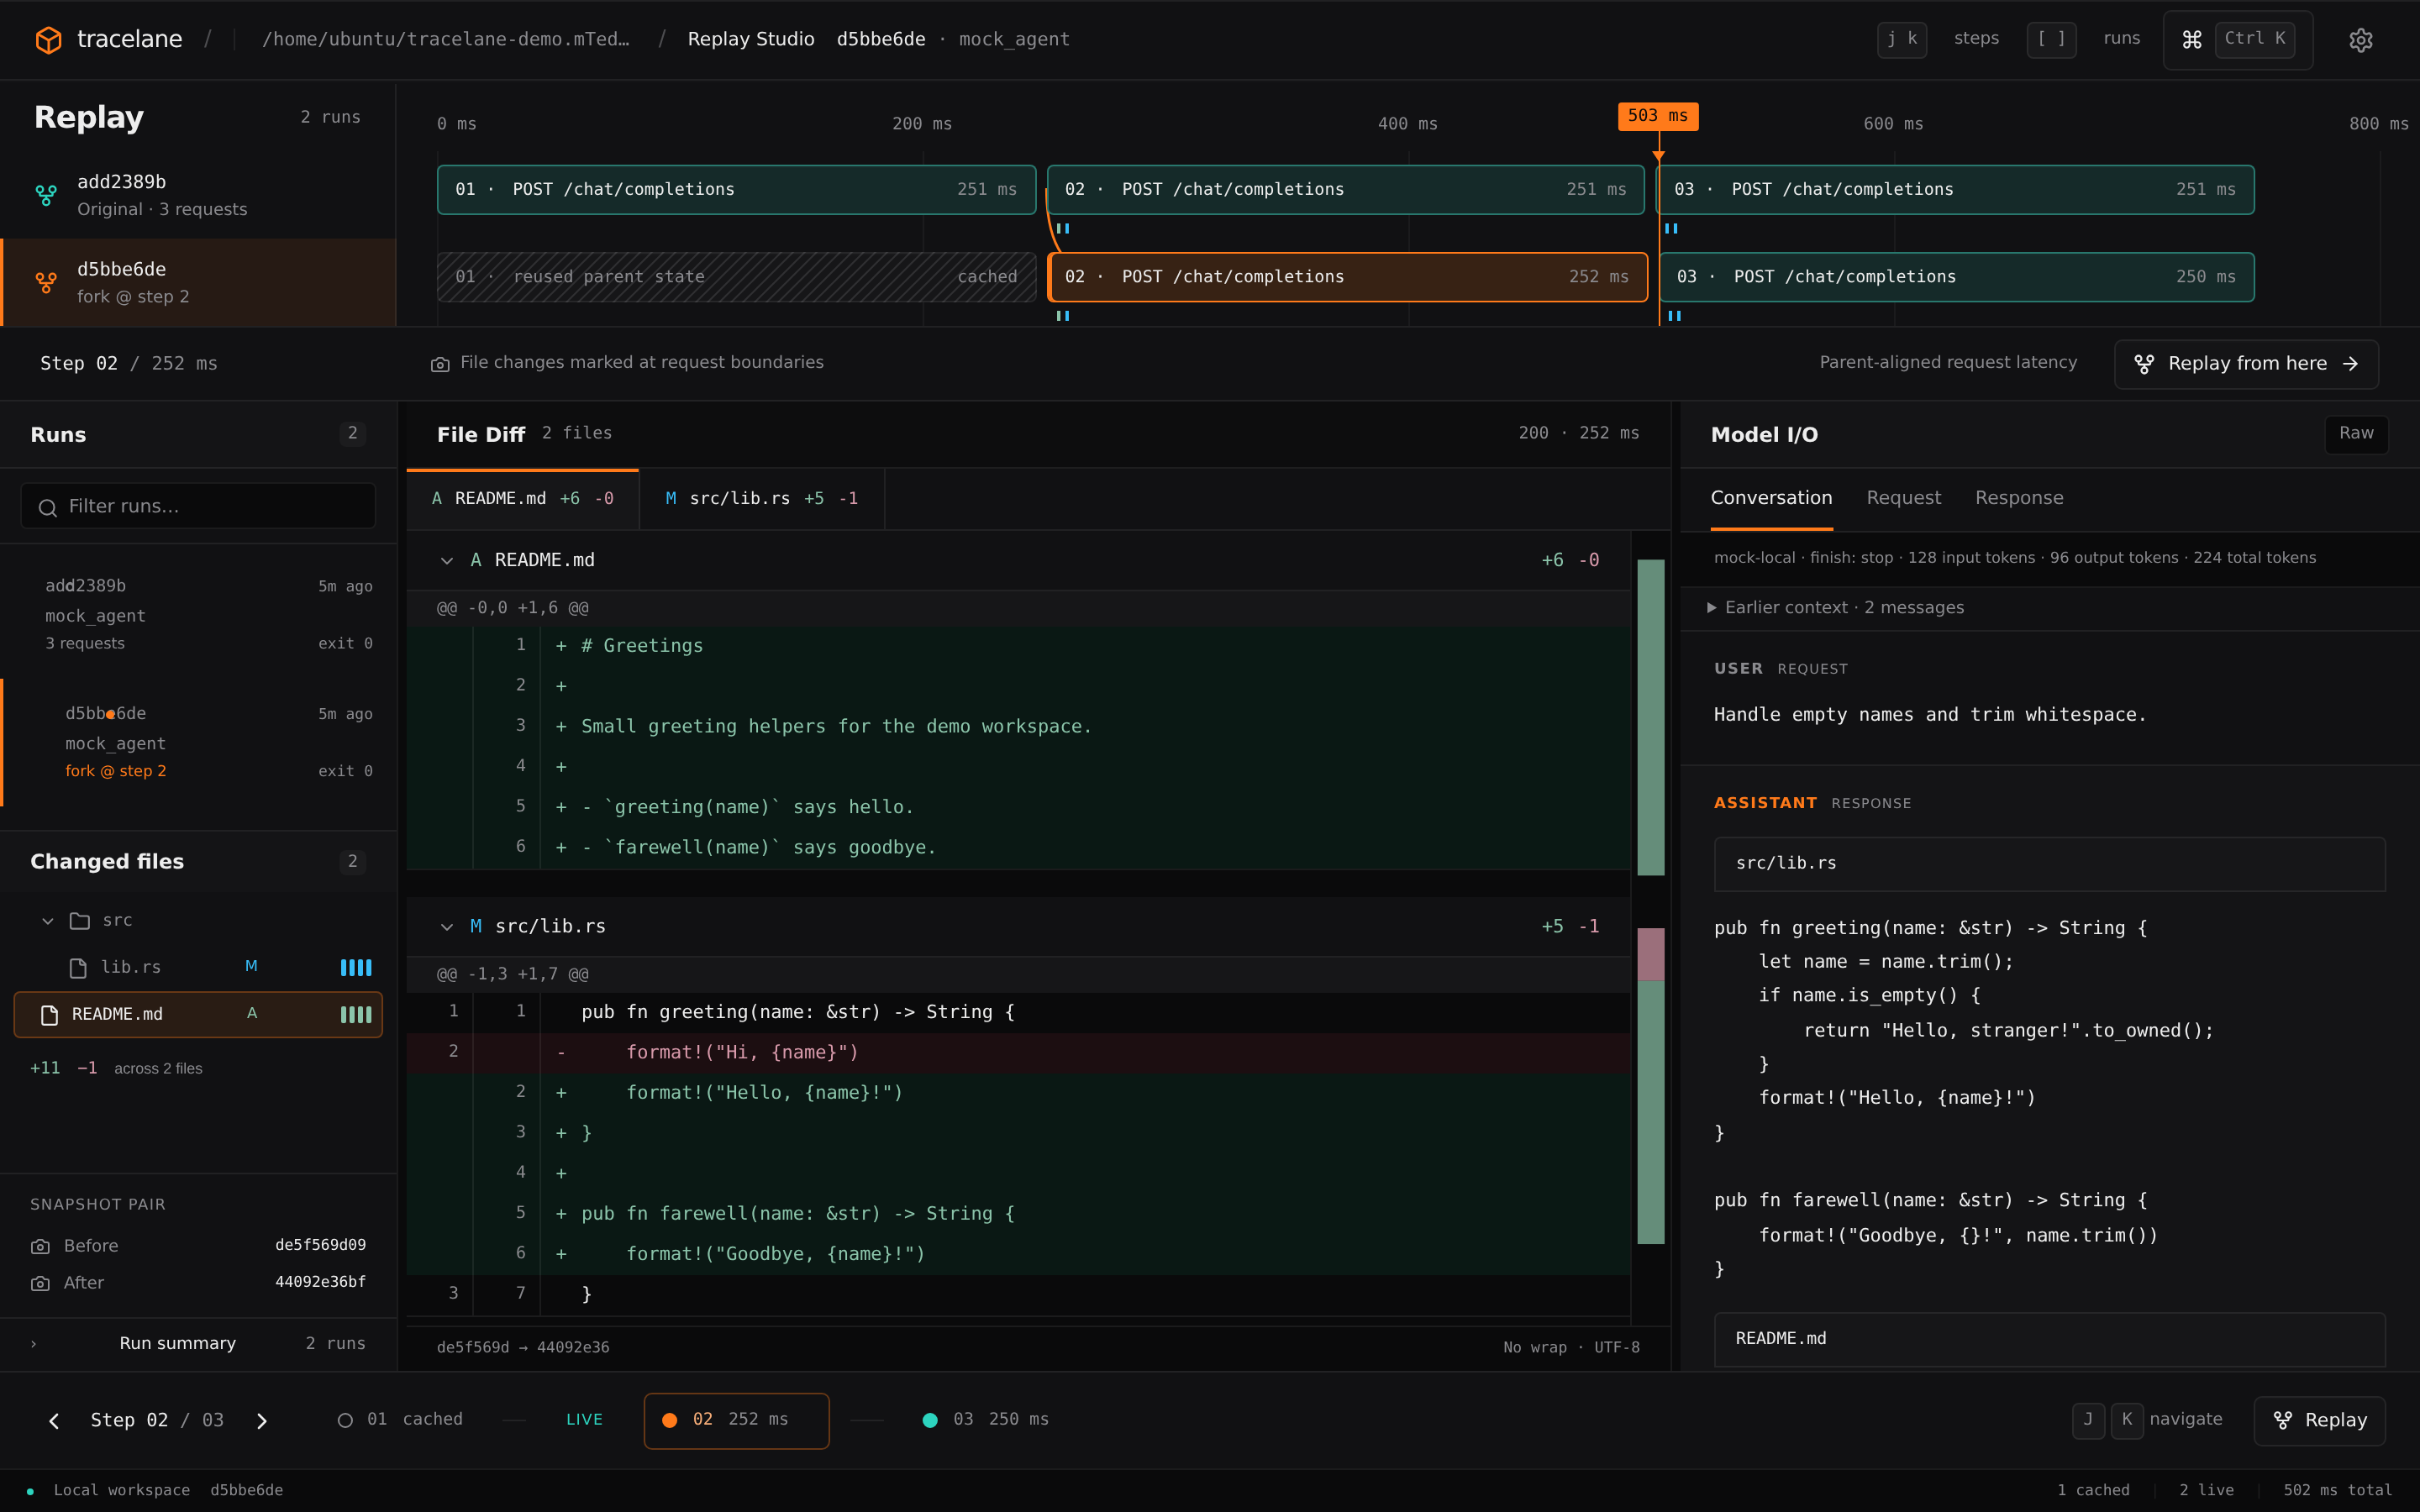 tracelane / /home/ubuntu/tracelane-demo.mTed… / Replay Studio d5bbe6de · mock_agent j k steps [ ] runs ⌘ Ctrl K
Replay 2 runs
0 ms 200 ms 400 ms 503 ms 600 ms 800 ms
add2389b
Original · 3 requests
01 · POST /chat/completions 251 ms
02 · POST /chat/completions 251 ms
03 · POST /chat/completions 251 ms
d5bbe6de
fork @ step 2
01 · reused parent state cached
02 · POST /chat/completions 252 ms
03 · POST /chat/completions 250 ms
Step 02 / 252 ms
File changes marked at request boundaries
Parent-aligned request latency
Replay from here →
Runs 2
Filter runs…
add2389b 5m ago
mock_agent
3 requests exit 0
d5bbe6de 5m ago
mock_agent
fork @ step 2 exit 0
Changed files 2
src
lib.rs M
README.md A
+11 −1 across 2 files
SNAPSHOT PAIR
Before de5f569d09
After 44092e36bf
› Run summary 2 runs
File Diff 2 files 200 · 252 ms
A README.md +6 -0
M src/lib.rs +5 -1
A README.md +6 -0
@@ -0,0 +1,6 @@
1 + # Greetings
2 +
3 + Small greeting helpers for the demo workspace.
4 +
5 + - `greeting(name)` says hello.
6 + - `farewell(name)` says goodbye.
M src/lib.rs +5 -1
@@ -1,3 +1,7 @@
1 1 pub fn greeting(name: &str) -> String {
2 - format!("Hi, {name}")
2 + format!("Hello, {name}!")
3 + }
4 +
5 + pub fn farewell(name: &str) -> String {
6 + format!("Goodbye, {name}!")
3 7 }
de5f569d → 44092e36 No wrap · UTF-8
Model I/O Raw
Conversation Request Response
mock-local · finish: stop · 128 input tokens · 96 output tokens · 224 total tokens
▶ Earlier context · 2 messages
USER REQUEST
Handle empty names and trim whitespace.
ASSISTANT RESPONSE
src/lib.rs
pub fn greeting(name: &str) -> String {
let name = name.trim();
if name.is_empty() {
return "Hello, stranger!".to_owned();
}
format!("Hello, {name}!")
}
pub fn farewell(name: &str) -> String {
format!("Goodbye, {}!", name.trim())
}
README.md
Step 02 / 03
01 cached
LIVE
02 252 ms
03 250 ms
J K navigate
Replay
Local workspace d5bbe6de
1 cached 2 live 502 ms total